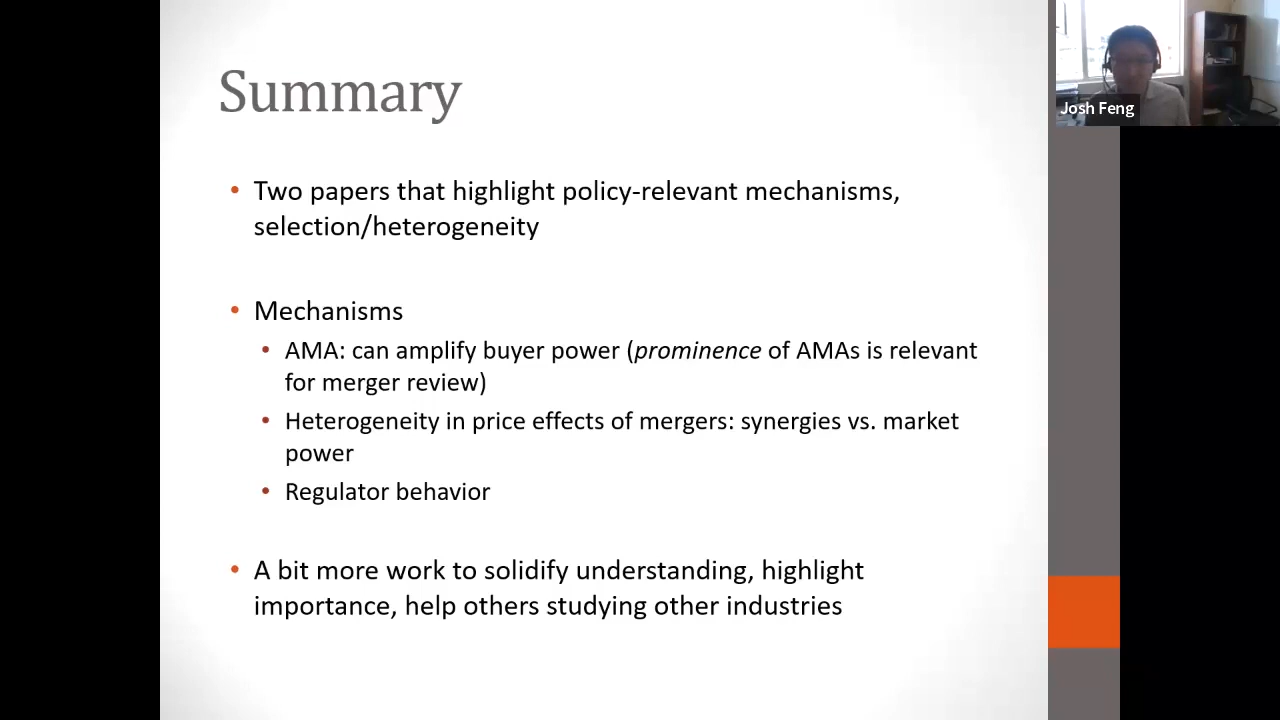 Summary
Josh Feng
• Two papers that highlight policy-relevant mechanisms,
selection/heterogeneity
• Mechanisms
• AMA: can amplify buyer power (prominence of AMAs is relevant
for merger review)
• Heterogeneity in price effects of mergers: synergies vs. market
power
• Regulator behavior
• A bit more work to solidify understanding, highlight
importance, help others studying other industries